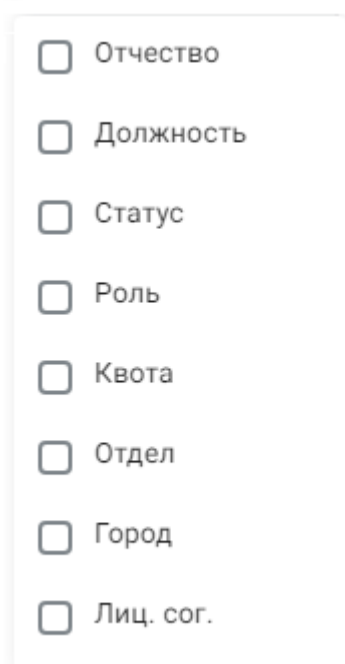 Отчество
Должность
Статус
Роль
Квота
Отдел
Город
Лиц. сог.